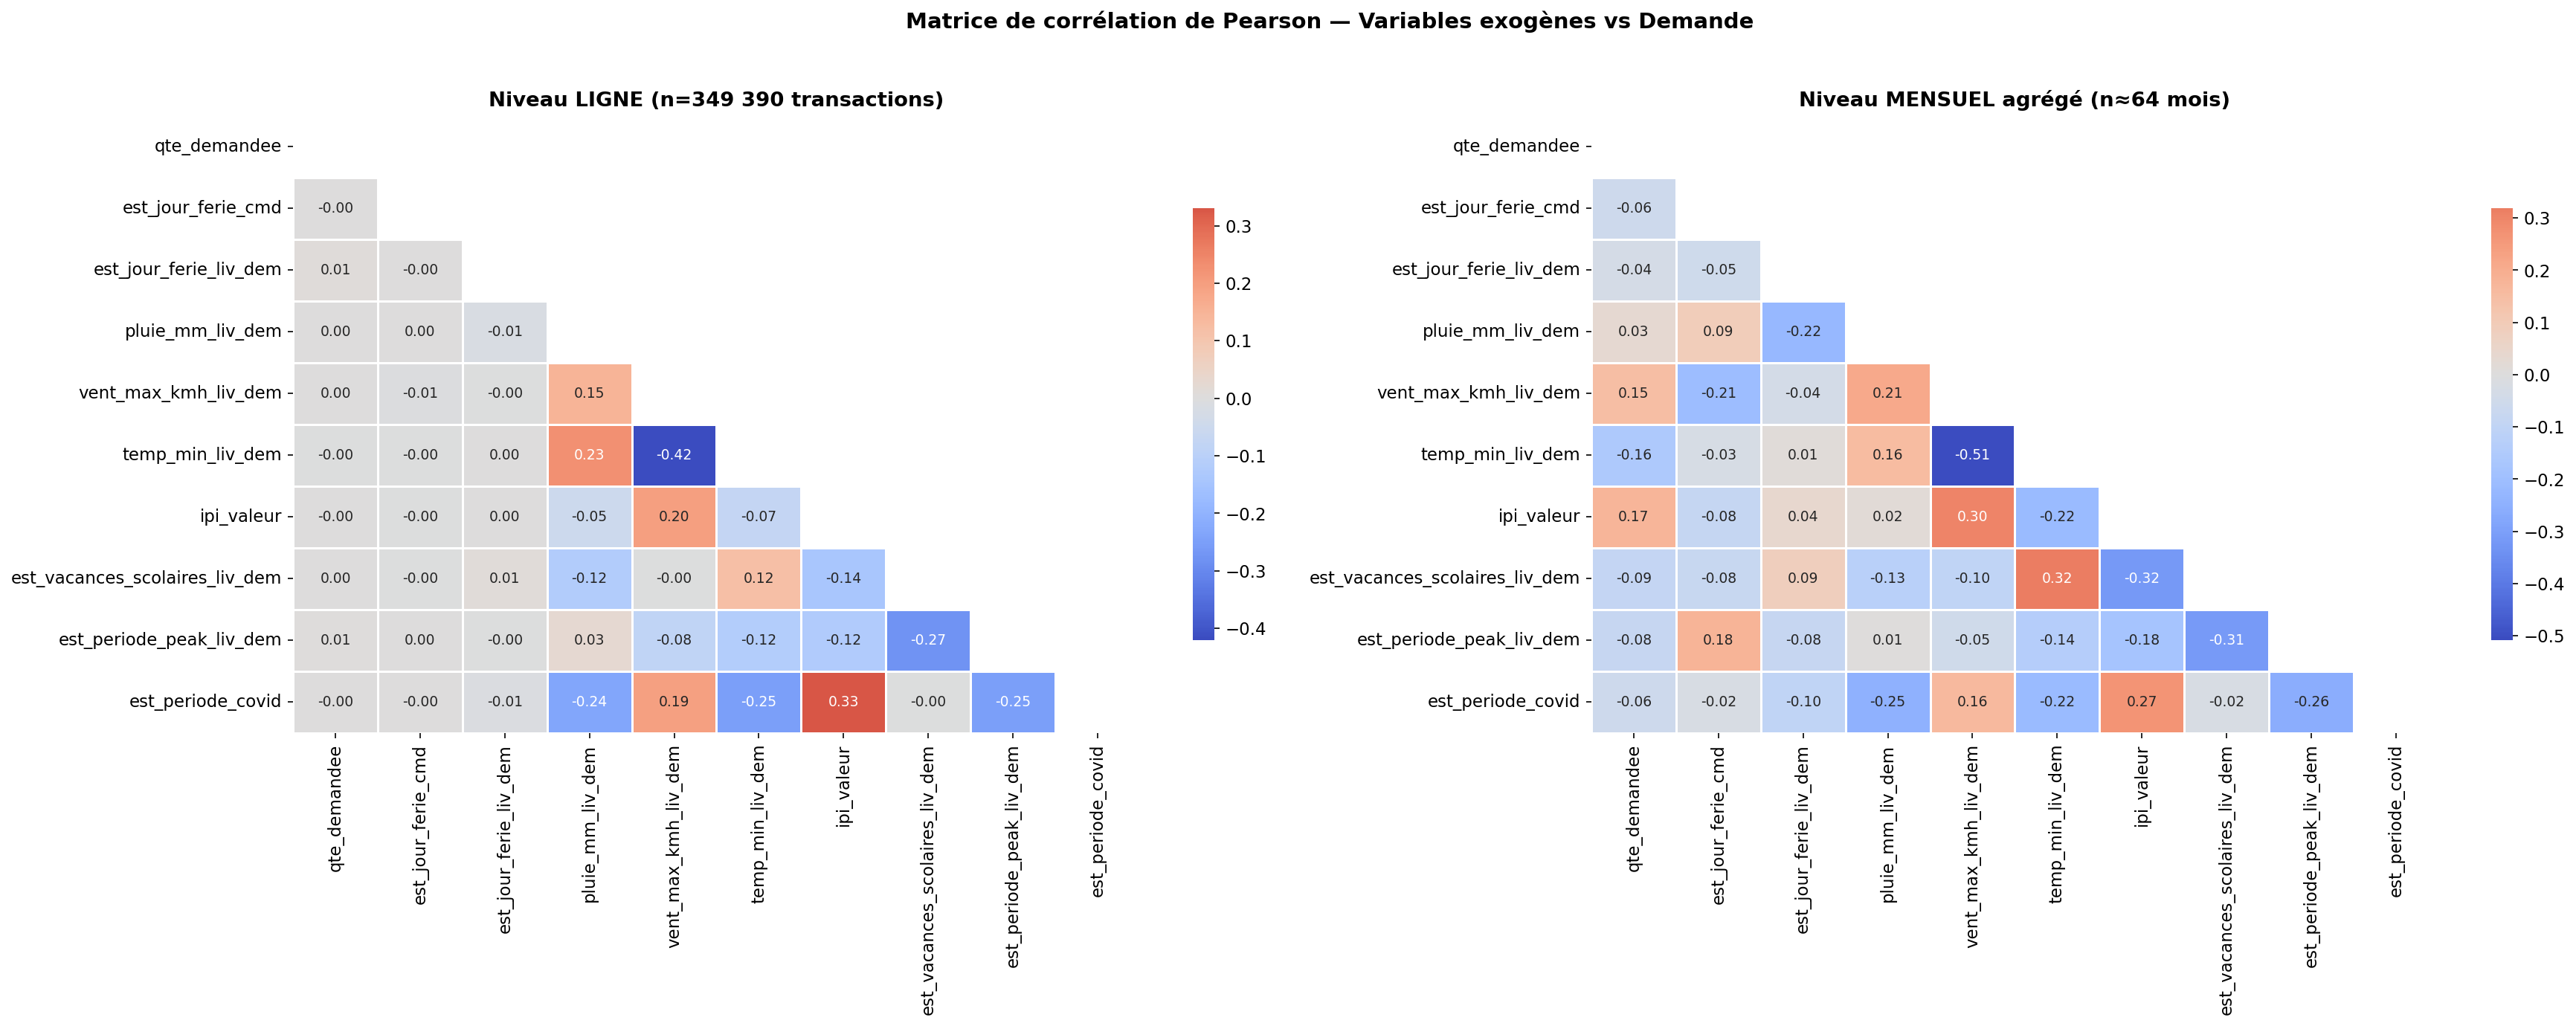 Matrice de corrélation de Pearson — Variables exogènes vs Demande
Niveau LIGNE (n=349 390 transactions)
qte_demandee
est_jour_ferie_cmd -0.00
est_jour_ferie_liv_dem 0.01 -0.00
pluie_mm_liv_dem 0.00 0.00 -0.01
vent_max_kmh_liv_dem 0.00 -0.01 -0.00 0.15
temp_min_liv_dem -0.00 -0.00 0.00 0.23 -0.42
ipi_valeur -0.00 -0.00 0.00 -0.05 0.20 -0.07
est_vacances_scolaires_liv_dem 0.00 -0.00 0.01 -0.12 -0.00 0.12 -0.14
est_periode_peak_liv_dem 0.01 0.00 -0.00 0.03 -0.08 -0.12 -0.12 -0.27
est_periode_covid -0.00 -0.00 -0.01 -0.24 0.19 -0.25 0.33 -0.00 -0.25
qte_demandee
est_jour_ferie_cmd
est_jour_ferie_liv_dem
pluie_mm_liv_dem
vent_max_kmh_liv_dem
temp_min_liv_dem
ipi_valeur
est_vacances_scolaires_liv_dem
est_periode_peak_liv_dem
est_periode_covid
0.3
0.2
0.1
0.0
−0.1
−0.2
−0.3
−0.4
Niveau MENSUEL agrégé (n≈64 mois)
qte_demandee
est_jour_ferie_cmd -0.06
est_jour_ferie_liv_dem -0.04 -0.05
pluie_mm_liv_dem 0.03 0.09 -0.22
vent_max_kmh_liv_dem 0.15 -0.21 -0.04 0.21
temp_min_liv_dem -0.16 -0.03 0.01 0.16 -0.51
ipi_valeur 0.17 -0.08 0.04 0.02 0.30 -0.22
est_vacances_scolaires_liv_dem -0.09 -0.08 0.09 -0.13 -0.10 0.32 -0.32
est_periode_peak_liv_dem -0.08 0.18 -0.08 0.01 -0.05 -0.14 -0.18 -0.31
est_periode_covid -0.06 -0.02 -0.10 -0.25 0.16 -0.22 0.27 -0.02 -0.26
qte_demandee
est_jour_ferie_cmd
est_jour_ferie_liv_dem
pluie_mm_liv_dem
vent_max_kmh_liv_dem
temp_min_liv_dem
ipi_valeur
est_vacances_scolaires_liv_dem
est_periode_peak_liv_dem
est_periode_covid
0.3
0.2
0.1
0.0
−0.1
−0.2
−0.3
−0.4
−0.5